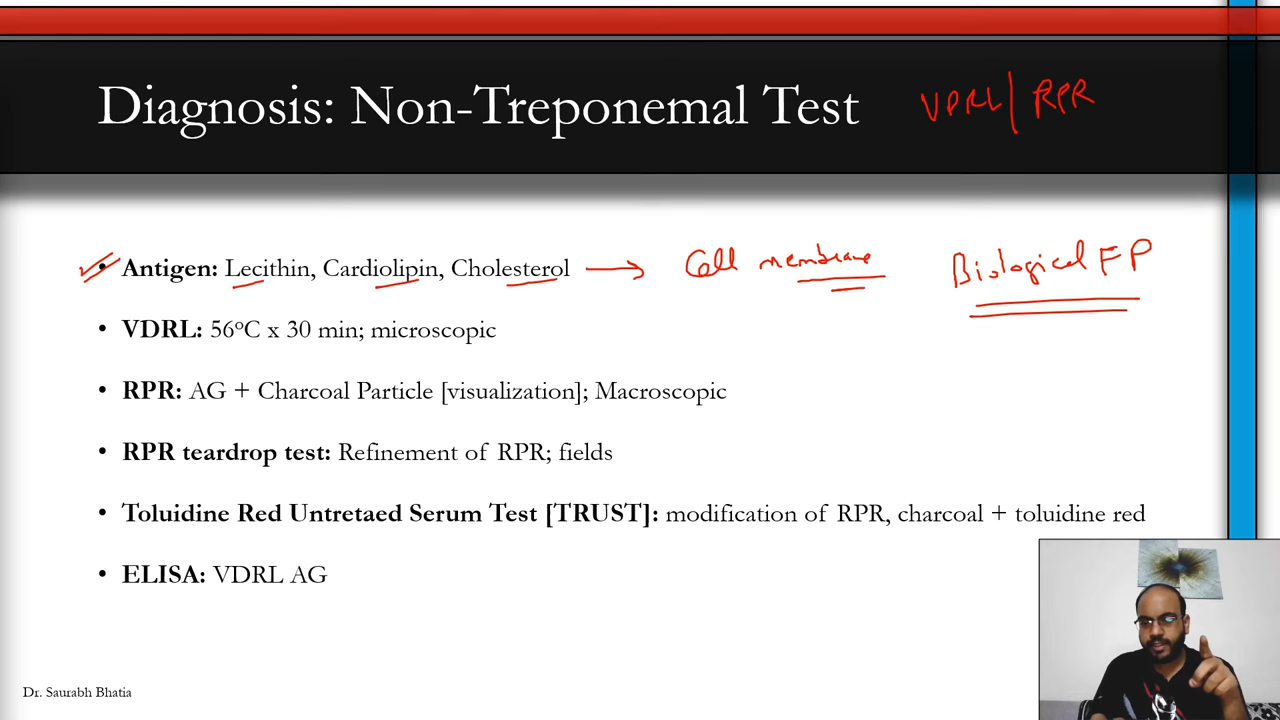 Diagnosis: Non-Treponemal Test VDRL | RPR
• Antigen: Lecithin, Cardiolipin, Cholesterol → Cell membrane Biological FP
• VDRL: 56°C x 30 min; microscopic
• RPR: AG + Charcoal Particle [visualization]; Macroscopic
• RPR teardrop test: Refinement of RPR; fields
• Toluidine Red Untretaed Serum Test [TRUST]: modification of RPR, charcoal + toluidine red
• ELISA: VDRL AG
Dr. Saurabh Bhatia